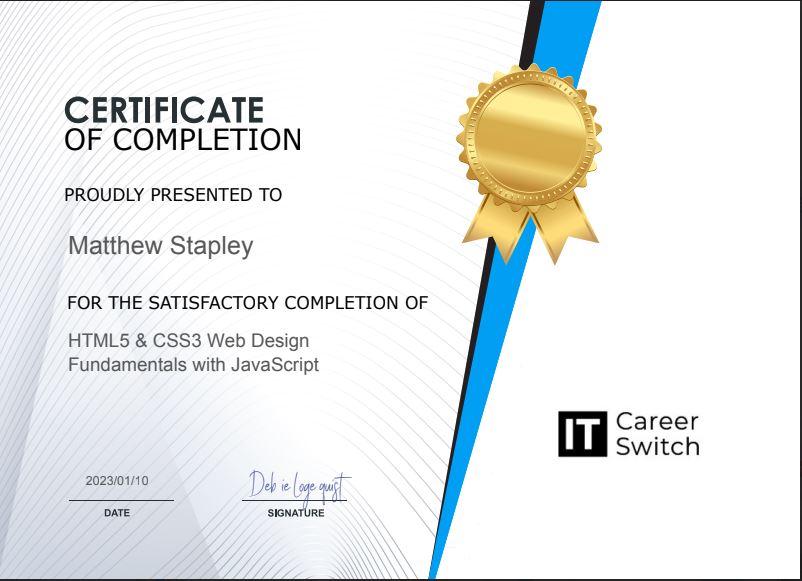 CERTIFICATE
OF COMPLETION
PROUDLY PRESENTED TO
Matthew Stapley
FOR THE SATISFACTORY COMPLETION OF
HTML5 & CSS3 Web Design
Fundamentals with JavaScript
IT Career
Switch
2023/01/10
Deb ie Loge quist
DATE
SIGNATURE